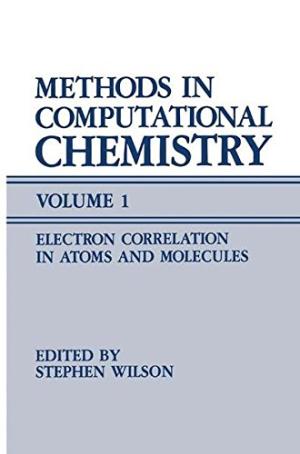 METHODS IN
COMPUTATIONAL
CHEMISTRY
VOLUME 1
ELECTRON CORRELATION
IN ATOMS AND MOLECULES
EDITED BY
STEPHEN WILSON